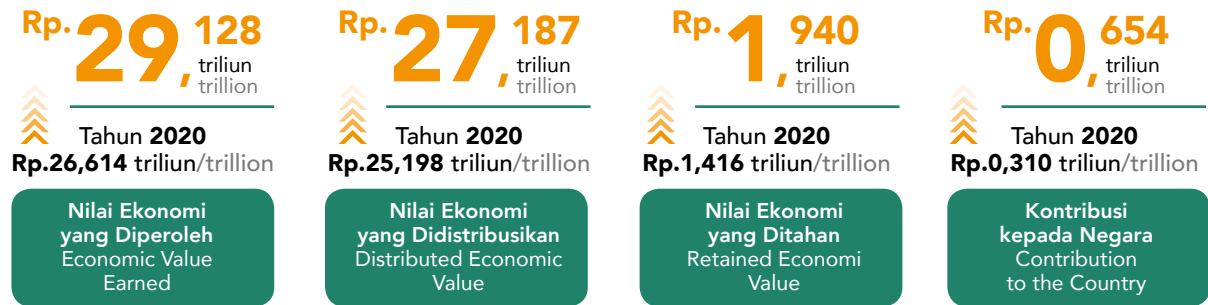 Rp.29,128
triliun
trillion
Tahun 2020
Rp.26,614 triliun/trillion
Nilai Ekonomi
yang Diperoleh
Economic Value
Earned
Rp.27,187
triliun
trillion
Tahun 2020
Rp.25,198 triliun/trillion
Nilai Ekonomi
yang Didistribusikan
Distributed Economic
Value
Rp.1,940
triliun
trillion
Tahun 2020
Rp.1,416 triliun/trillion
Nilai Ekonomi
yang Ditahan
Retained Economi
Value
Rp.0,654
triliun
trillion
Tahun 2020
Rp.0,310 triliun/trillion
Kontribusi
kepada Negara
Contribution
to the Country